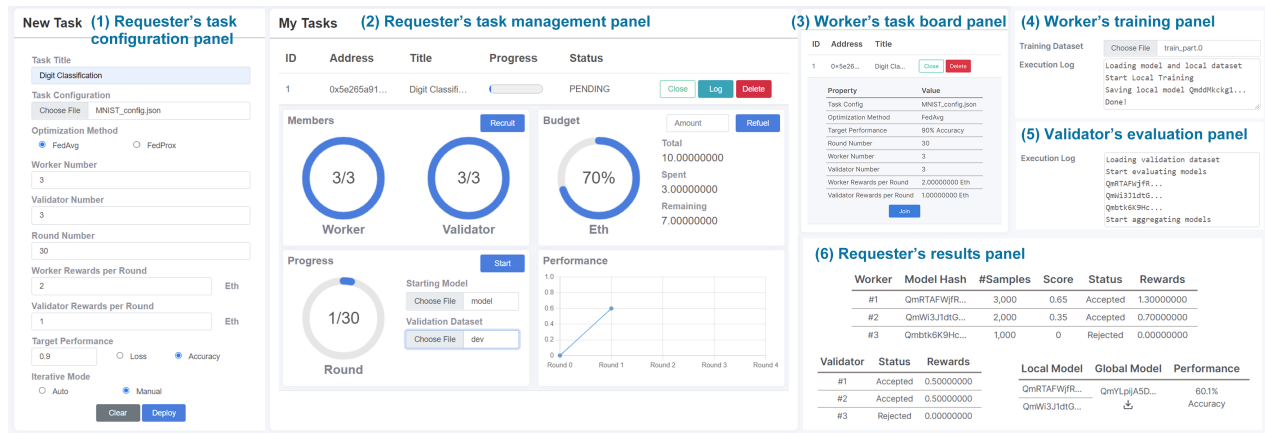 New Task
(1) Requester's task
configuration panel
Task Title
Digit Classification
Task Configuration
Choose File MNIST_config.json
Optimization Method
FedAvg FedProx
Worker Number
3
Validator Number
3
Round Number
30
Worker Rewards per Round
2 Eth
Validator Rewards per Round
1 Eth
Target Performance
0.9 Loss Accuracy
Iterative Mode
Auto Manual
Clear Deploy
My Tasks
(2) Requester's task management panel
ID Address Title Progress Status
1 0x5e265a91... Digit Classifi... PENDING Close Log Delete
Members Recruit
3/3 3/3
Worker Validator
Budget Amount Refuel
70%
Eth
Total
10.00000000
Spent
3.00000000
Remaining
7.00000000
Progress Start
1/30
Round
Starting Model
Choose File model
Validation Dataset
Choose File dev
Performance
1.0
0.8
0.6
0.4
0.2
0
Round 0 Round 1 Round 2 Round 3 Round 4
(3) Worker's task board panel
ID Address Title
1 0x5e26... Digit Cla... Close Delete
Property Value
Task Config MNIST_config.json
Optimization Method FedAvg
Target Performance 90% Accuracy
Round Number 30
Worker Number 3
Validator Number 3
Worker Rewards per Round 2.00000000 Eth
Validator Rewards per Round 1.00000000 Eth
Join
(4) Worker's training panel
Training Dataset Choose File train_part.0
Execution Log
Loading model and local dataset
Start Local Training
Saving local model QmddMkckg1...
Done!
(5) Validator's evaluation panel
Execution Log
Loading validation dataset
Start evaluating models
QmRTAFWjfR...
QmWi3J1dtG...
Qmbtk6K9Hc...
Start aggregating models
(6) Requester's results panel
Worker Model Hash #Samples Score Status Rewards
#1 QmRTAFWjfR... 3,000 0.65 Accepted 1.30000000
#2 QmWi3J1dtG... 2,000 0.35 Accepted 0.70000000
#3 Qmbtk6K9Hc... 1,000 0 Rejected 0.00000000
Validator Status Rewards
#1 Accepted 0.50000000
#2 Accepted 0.50000000
#3 Rejected 0.00000000
Local Model Global Model Performance
QmRTAFWjfR... QmYLpijA5D... 60.1%
QmWi3J1dtG... Accuracy